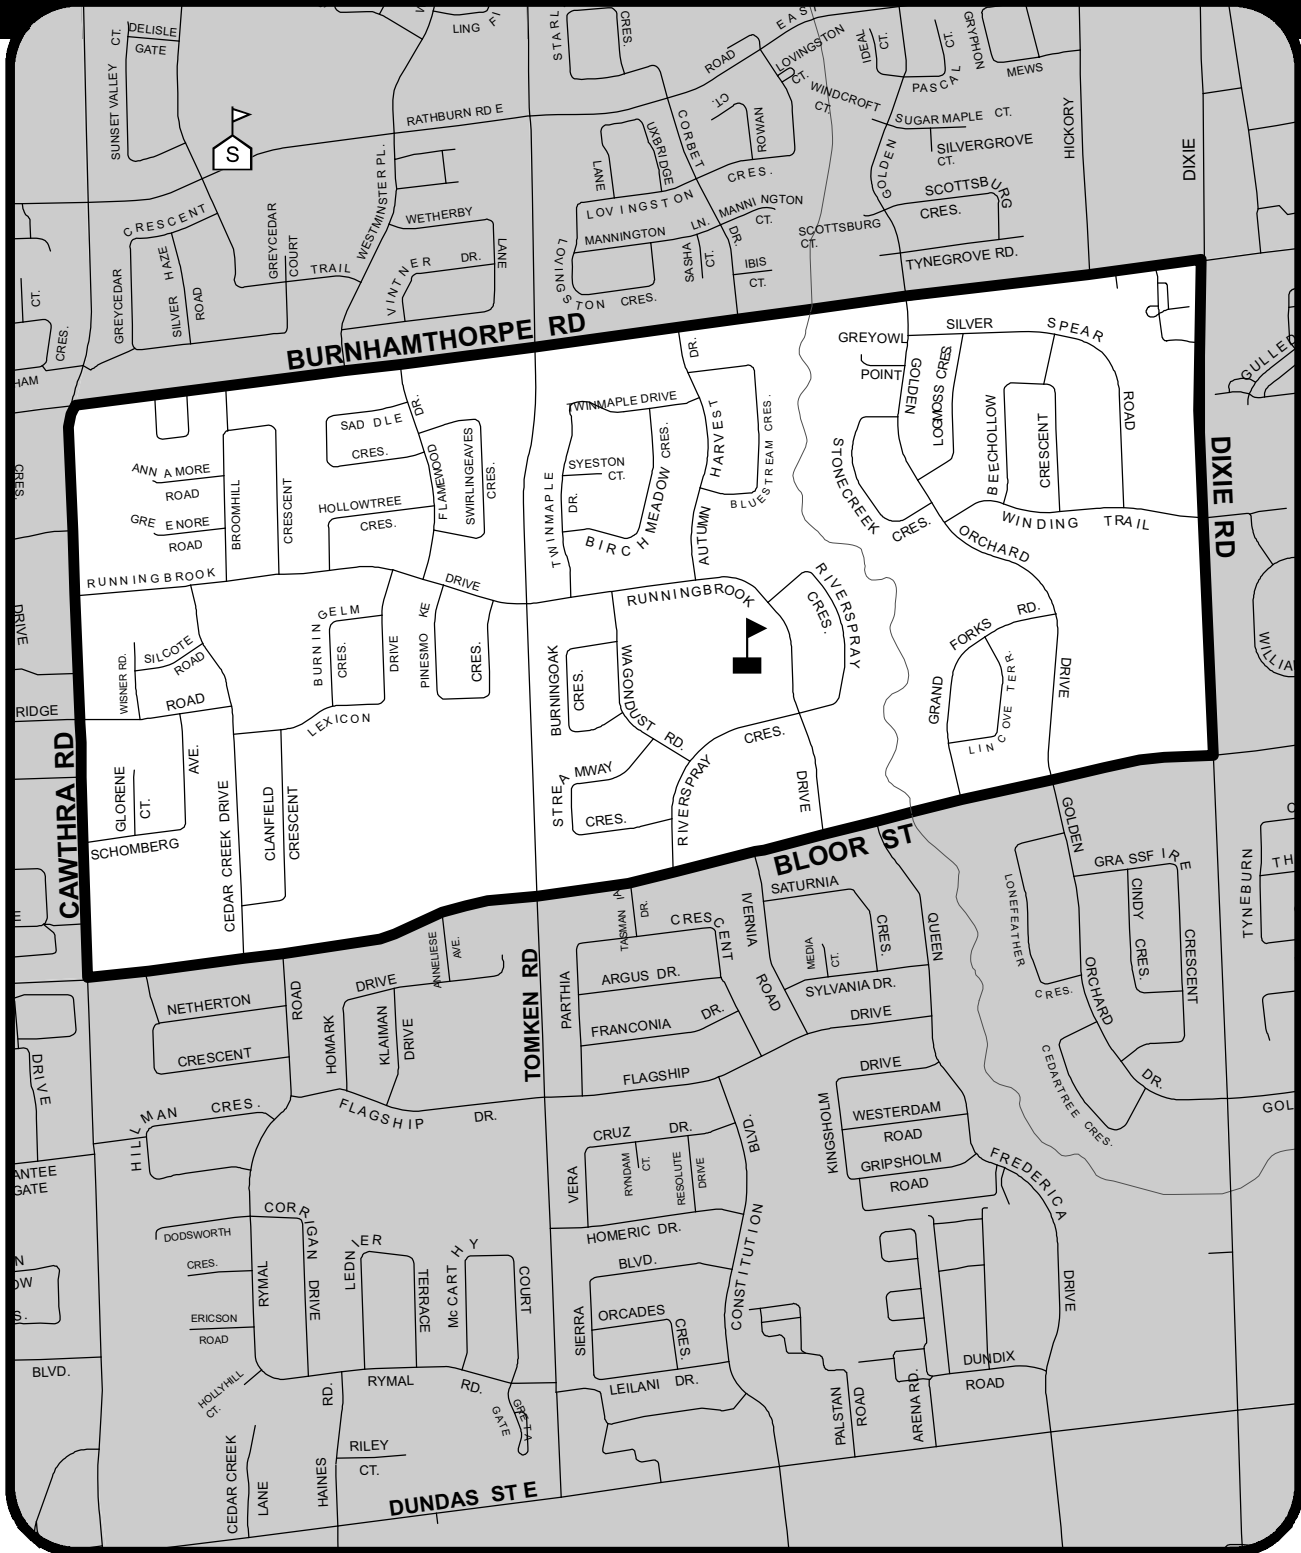 DELISLE
GATE
SUNSET VALLEY CT.
LING
STARL
CRES.
ROAD
EAST
LOVINGSTON
CT.
IDEAL
CT.
CT.
GRYPHON
MEWS
PASCAL
WINDCROFT
CT.
HICKORY
DIXIE
RATHBURN RD E
S
CORBET
CT.
ROWAN
SUGAR MAPLE CT.
SILVERGROVE
CT.
UXBRIDGE
LANE
CRES.
GOLDEN
SCOTTSBURG
CRES.
WESTMINSTER PL.
LOVINGSTON
MANNINGTON
CT.
CRESCENT
WETHERBY
LANE
MANNINGTON LN.
DR.
SCOTTSBURG
CT.
GREYCEDAR
COURT
SILVER HAZE
ROAD
TRAIL
VINTNER DR.
SASHA
CT.
IBIS
CT.
TYNEGROVE RD.
GREYCEDAR
CT.
CRES.
LOVINGSTON CRES.
BURNHAMTHORPE RD
HAM
GREYOWL
POINT
SILVER SPEAR
ROAD
GULLED
DR.
GOLDEN
LOGMOSS CRES
TWINMAPLE DRIVE
SADDLE
CRES.
DR.
HARVEST
BLUESTREAM CRES.
BEECHOLLOW
CRESCENT
DIXIE RD
CRES.
ANNAMORE
ROAD
GREENORE
ROAD
BROOMHILL
CRESCENT
HOLLOWTREE
CRES.
FLAMEWOOD
SWIRLINGEAVES
CRES.
TWINMAPLE
DR.
SYESTON
CT.
BIRCHMEADOW
CRES.
AUTUMN
STONECREEK
CRES.
WINDING TRAIL
ORCHARD
RUNNINGBROOK
DRIVE
RUNNINGBROOK
RIVERSPRAY
CRES.
DRIVE
WILLIA
BURNINGELM
CRES.
DRIVE
PINESMOKE
CRES.
SILCOTE
ROAD
WISNER RD.
ROAD
FORKS RD.
GRAND
LINCOVE TERR.
DRIVE
RIDGE
LEXICON
BURNINGOAK
CRES.
WAGONDUST RD.
CRES.
CAWTHRA RD
AVE.
GLORENE
CT.
STREAMWAY
CRES.
RIVERSPRAY
DRIVE
SCHOMBERG
CEDAR CREEK DRIVE
CLANFIELD
CRESCENT
BLOOR ST
GOLDEN
GRASSFIRE
TYNEBURN
TH
E
ANNELIESE
AVE.
DR.
CRESCENT
IVERNIA
SATURNIA
CRES.
QUEEN
LONEFEATHER
CRES.
CINDY
CRES.
CRESCENT
MEDIA
CT.
NETHERTON
CRESCENT
ROAD
DRIVE
HOMARK
KLAIMAN
DRIVE
TOMKEN RD
PARTHIA
ARGUS DR.
FRANCONIA DR.
ROAD
SYLVANIA DR.
DRIVE
ORCHARD
DR.
DRIVE
FLAGSHIP
DRIVE
CEDARTREE CRES.
GOL
HILLMAN CRES.
FLAGSHIP DR.
CRUZ DR.
BLVD.
KINGSHOLM
WESTERDAM
ROAD
GRIPSHOLM
ROAD
FREDERICA
ANTEE
GATE
VERA
RYNDAM
CT.
RESOLUTE
DRIVE
CORRIGAN
DRIVE
DODSWORTH
CRES.
HOMERIC DR.
BLVD.
CONSTITUTION
LEDNIER
TERRACE
McCARTHY
COURT
N
OW
S.
RYMAL
ERICSON
ROAD
SIERRA
ORCADES
CRES.
DRIVE
BLVD.
HOLLYHILL
CT.
RD.
RYMAL RD.
GRETA
GATE
LEILANI DR.
DUNDIX
ROAD
PALSTAN
ROAD
ARENA RD.
CEDAR CREEK
LANE
HAINES
RILEY
CT.
DUNDAS ST E